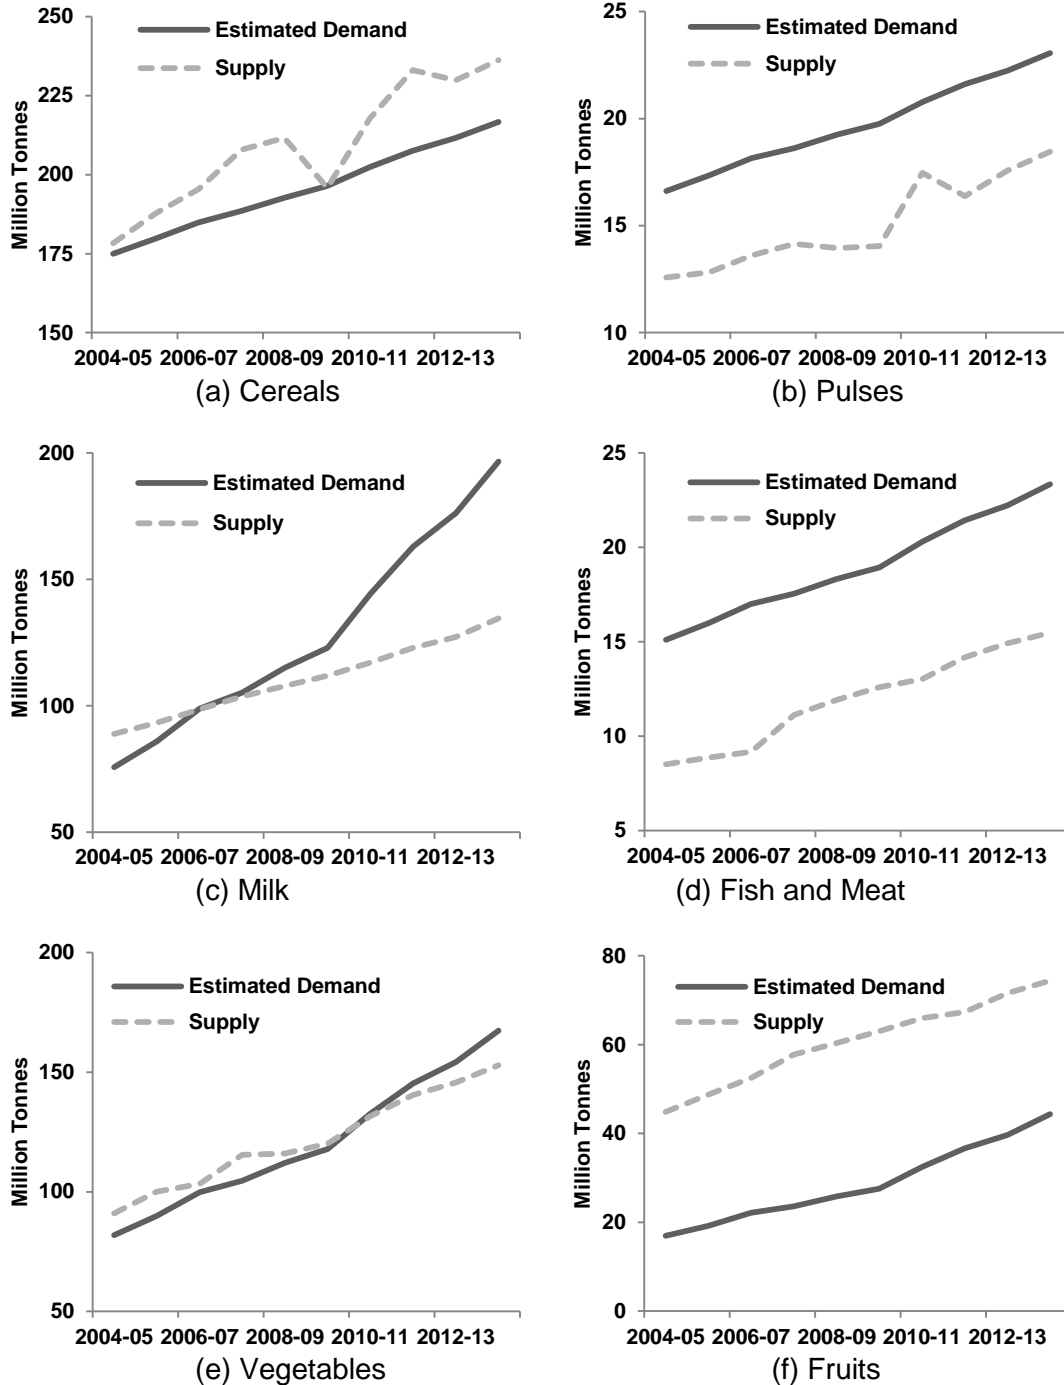 250
225
200
175
150
Million Tonnes
Estimated Demand
Supply
2004-05 2006-07 2008-09 2010-11 2012-13
(a) Cereals
25
20
15
10
Million Tonnes
Estimated Demand
Supply
2004-05 2006-07 2008-09 2010-11 2012-13
(b) Pulses
200
150
100
50
Million Tonnes
Estimated Demand
Supply
2004-05 2006-07 2008-09 2010-11 2012-13
(c) Milk
25
20
15
10
5
Million Tonnes
Estimated Demand
Supply
2004-05 2006-07 2008-09 2010-11 2012-13
(d) Fish and Meat
200
150
100
50
Million Tonnes
Estimated Demand
Supply
2004-05 2006-07 2008-09 2010-11 2012-13
(e) Vegetables
80
60
40
20
0
Million Tonnes
Estimated Demand
Supply
2004-05 2006-07 2008-09 2010-11 2012-13
(f) Fruits